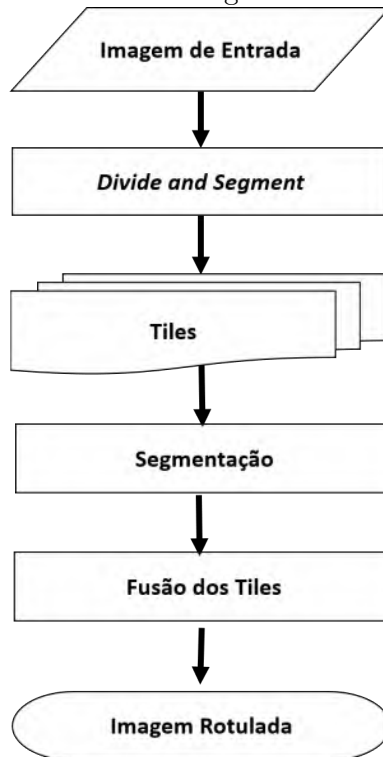 Imagem de Entrada
Divide and Segment
Tiles
Segmentação
Fusão dos Tiles
Imagem Rotulada